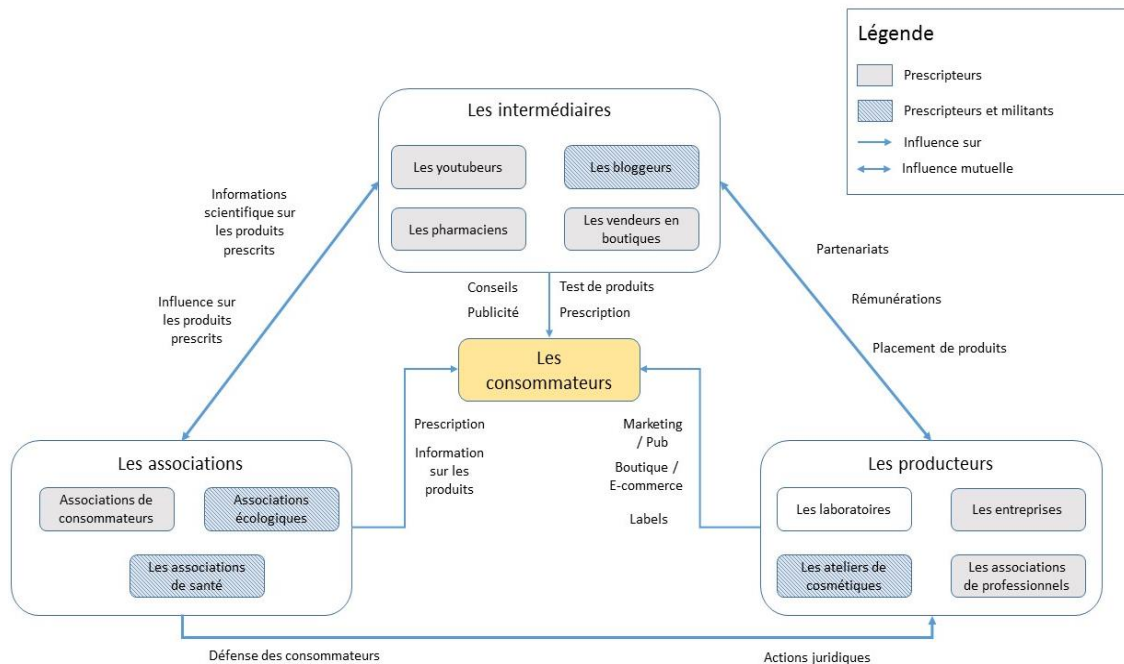 Légende
Prescripteurs
Prescripteurs et militants
Influence sur
Influence mutuelle
Les intermédiaires
Les youtubeurs
Les bloggeurs
Les pharmaciens
Les vendeurs en
boutiques
Informations
scientifique sur
les produits
prescrits
Influence sur
les produits
prescrits
Partenariats
Rémunérations
Placement de produits
Conseils
Publicité
Test de produits
Prescription
Les
consommateurs
Prescription
Information
sur les
produits
Marketing
/ Pub
Boutique /
E-commerce
Labels
Les associations
Associations de
consommateurs
Associations
écologiques
Les associations
de santé
Les producteurs
Les laboratoires
Les entreprises
Les ateliers de
cosmétiques
Les associations
de professionnels
Défense des consommateurs
Actions juridiques